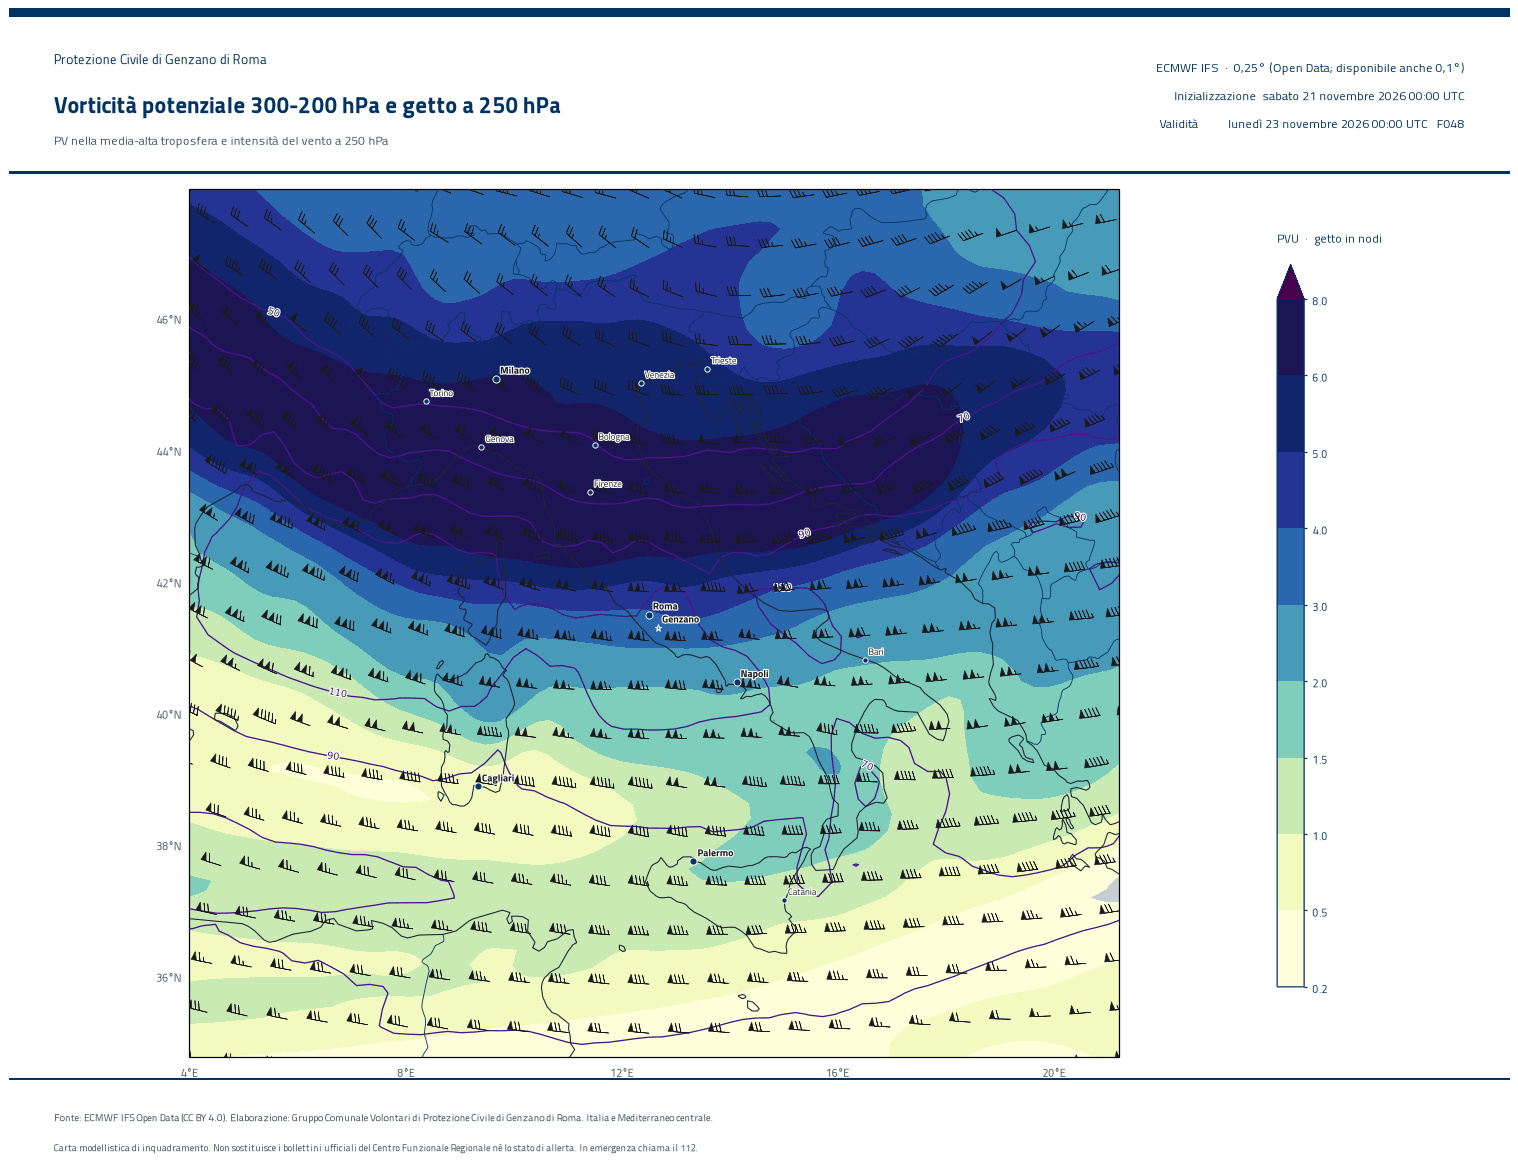 Protezione Civile di Genzano di Roma
Vorticità potenziale 300-200 hPa e getto a 250 hPa
PV nella media-alta troposfera e intensità del vento a 250 hPa
ECMWF IFS · 0,25° (Open Data; disponibile anche 0,1°)
Inizializzazione sabato 21 novembre 2026 00:00 UTC
Validità lunedì 23 novembre 2026 00:00 UTC F048
PVU · getto in nodi
8.0
6.0
5.0
4.0
3.0
2.0
1.5
1.0
0.5
0.2
46°N
44°N
42°N
40°N
38°N
36°N
4°E
8°E
12°E
16°E
20°E
50
Trieste
Milano
Venezia
Torino
70
Bologna
Genova
Firenze
90
90
Roma
Genzano
Bari
Napoli
110
90
70
Cagliari
Palermo
Catania
Fonte: ECMWF IFS Open Data (CC BY 4.0). Elaborazione: Gruppo Comunale Volontari di Protezione Civile di Genzano di Roma. Italia e Mediterraneo centrale.
Carta modellistica di inquadramento. Non sostituisce i bollettini ufficiali del Centro Funzionale Regionale né lo stato di allerta. In emergenza chiama il 112.